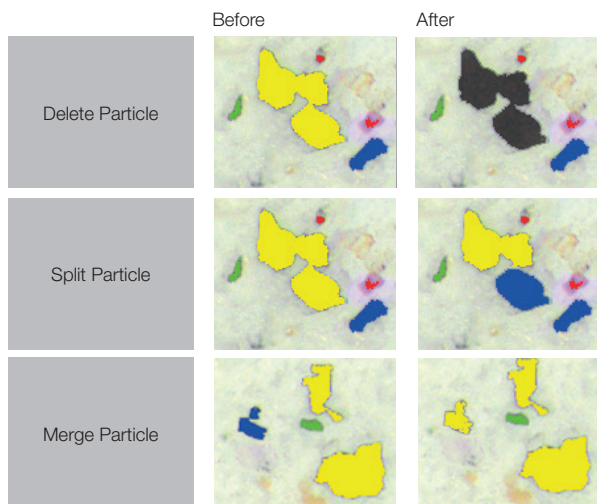 Before
After
Delete Particle
Split Particle
Merge Particle